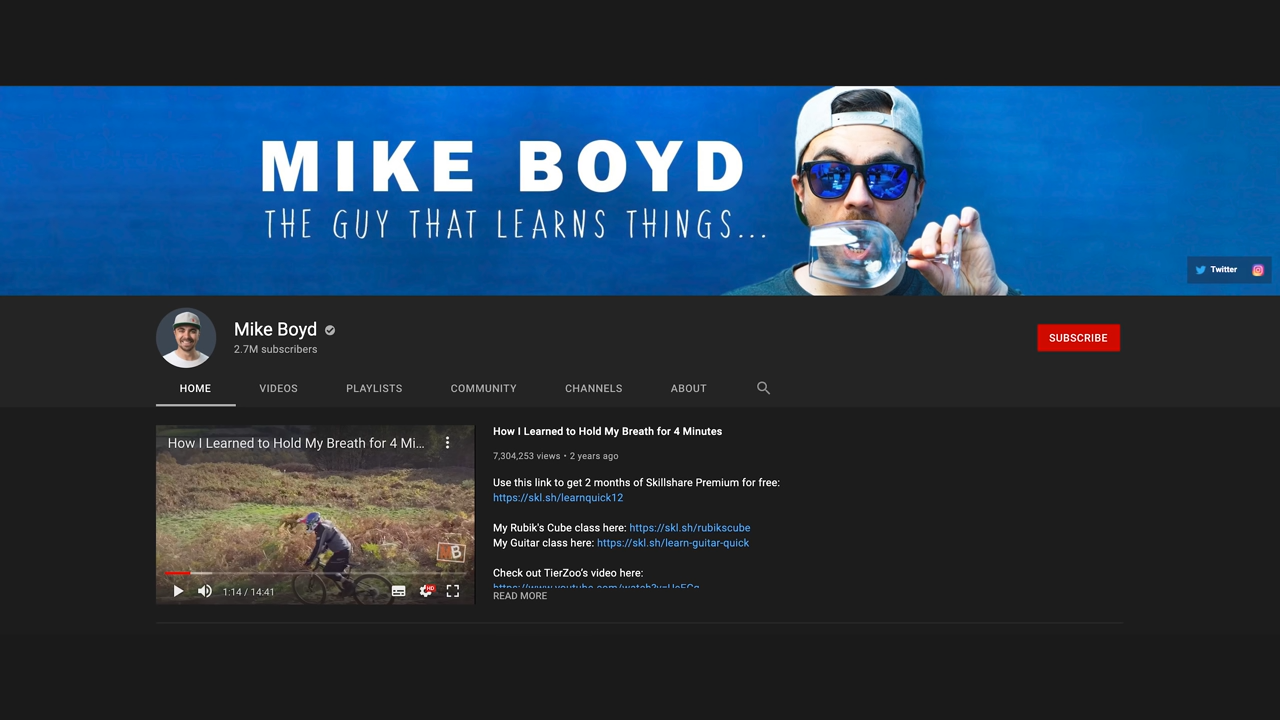 MIKE BOYD
THE GUY THAT LEARNS THINGS...
Twitter
Mike Boyd
2.7M subscribers
SUBSCRIBE
HOME VIDEOS PLAYLISTS COMMUNITY CHANNELS ABOUT
How I Learned to Hold My Breath for 4 Mi...
MB
HD
1:14 / 14:41
How I Learned to Hold My Breath for 4 Minutes
7,304,253 views • 2 years ago
Use this link to get 2 months of Skillshare Premium for free:
https://skl.sh/learnquick12
My Rubik's Cube class here: https://skl.sh/rubikscube
My Guitar class here: https://skl.sh/learn-guitar-quick
Check out TierZoo's video here:
READ MORE